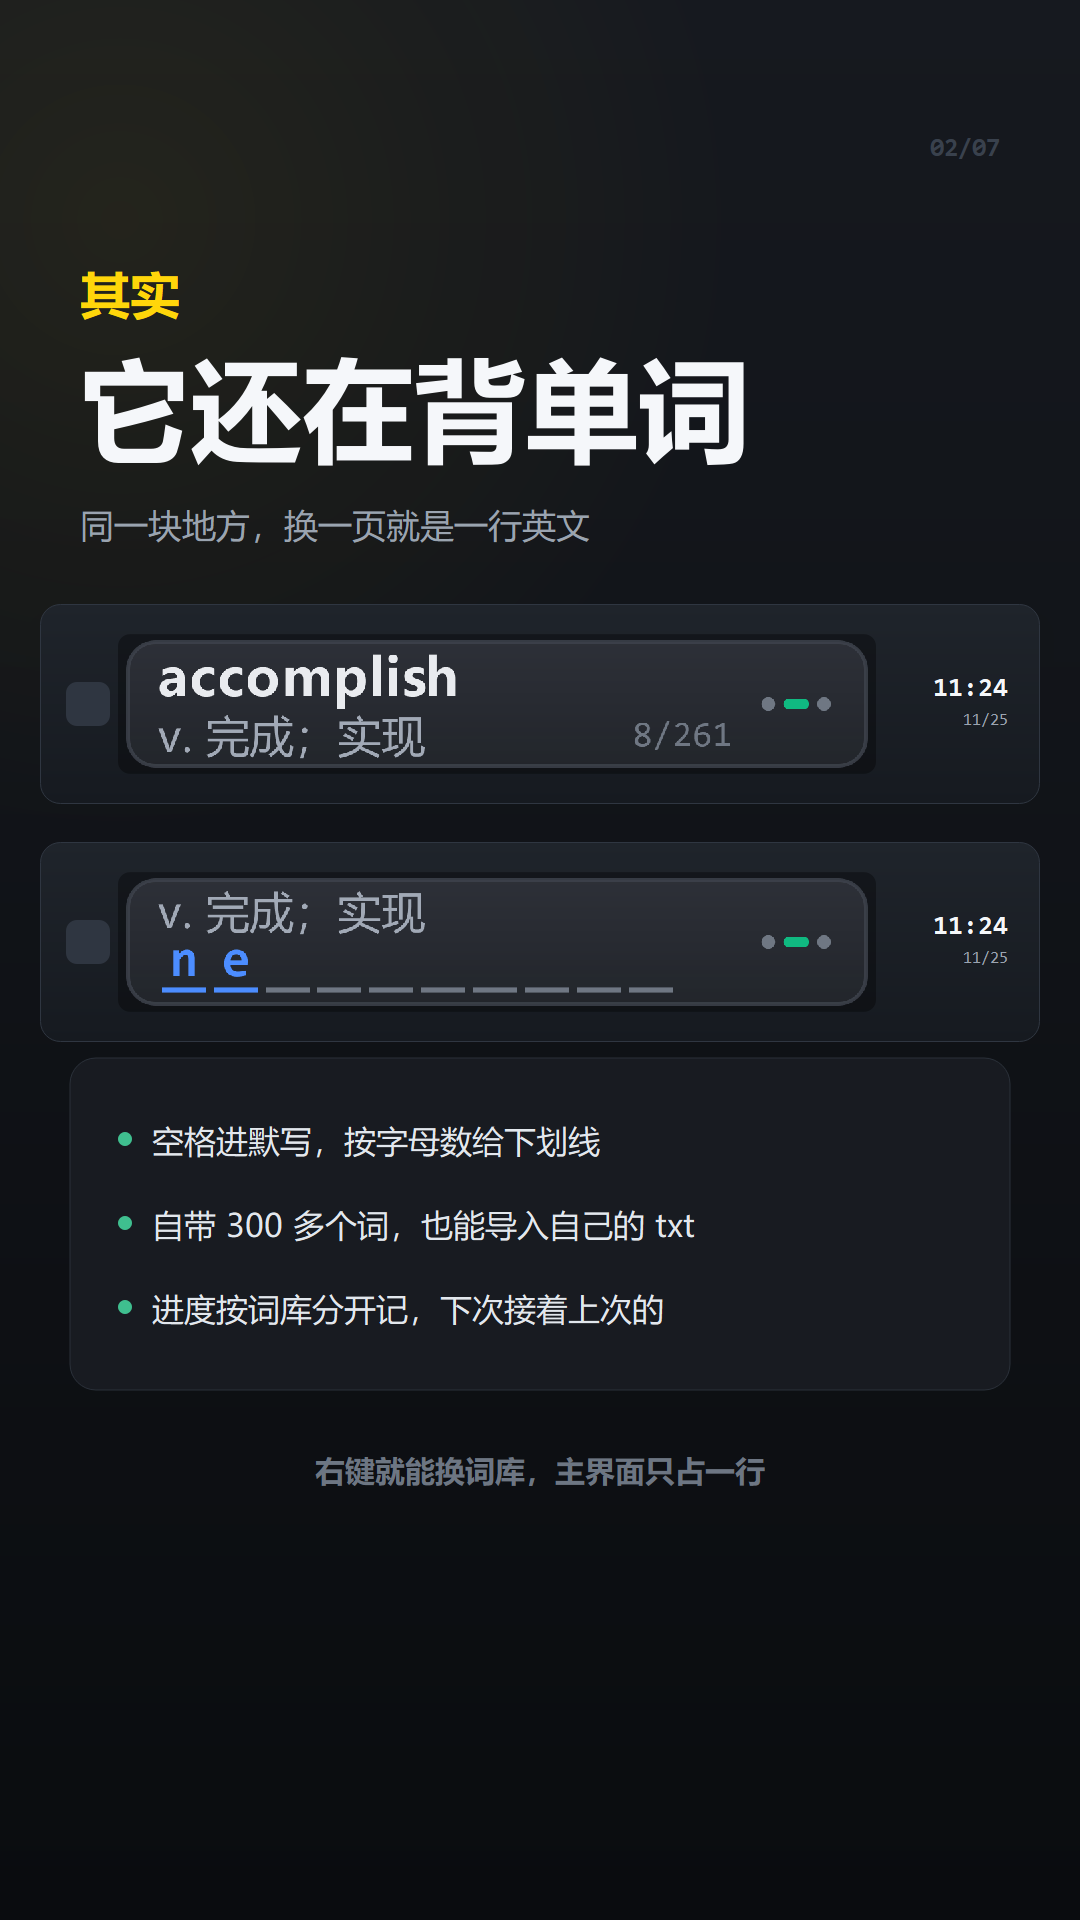 02/07
其实
它还在背单词
同一块地方，换一页就是一行英文
accomplish
v. 完成；实现
8/261
11:24
11/25
v. 完成；实现
n e
11:24
11/25
空格进默写，按字母数给下划线
自带 300 多个词，也能导入自己的 txt
进度按词库分开记，下次接着上次的
右键就能换词库，主界面只占一行